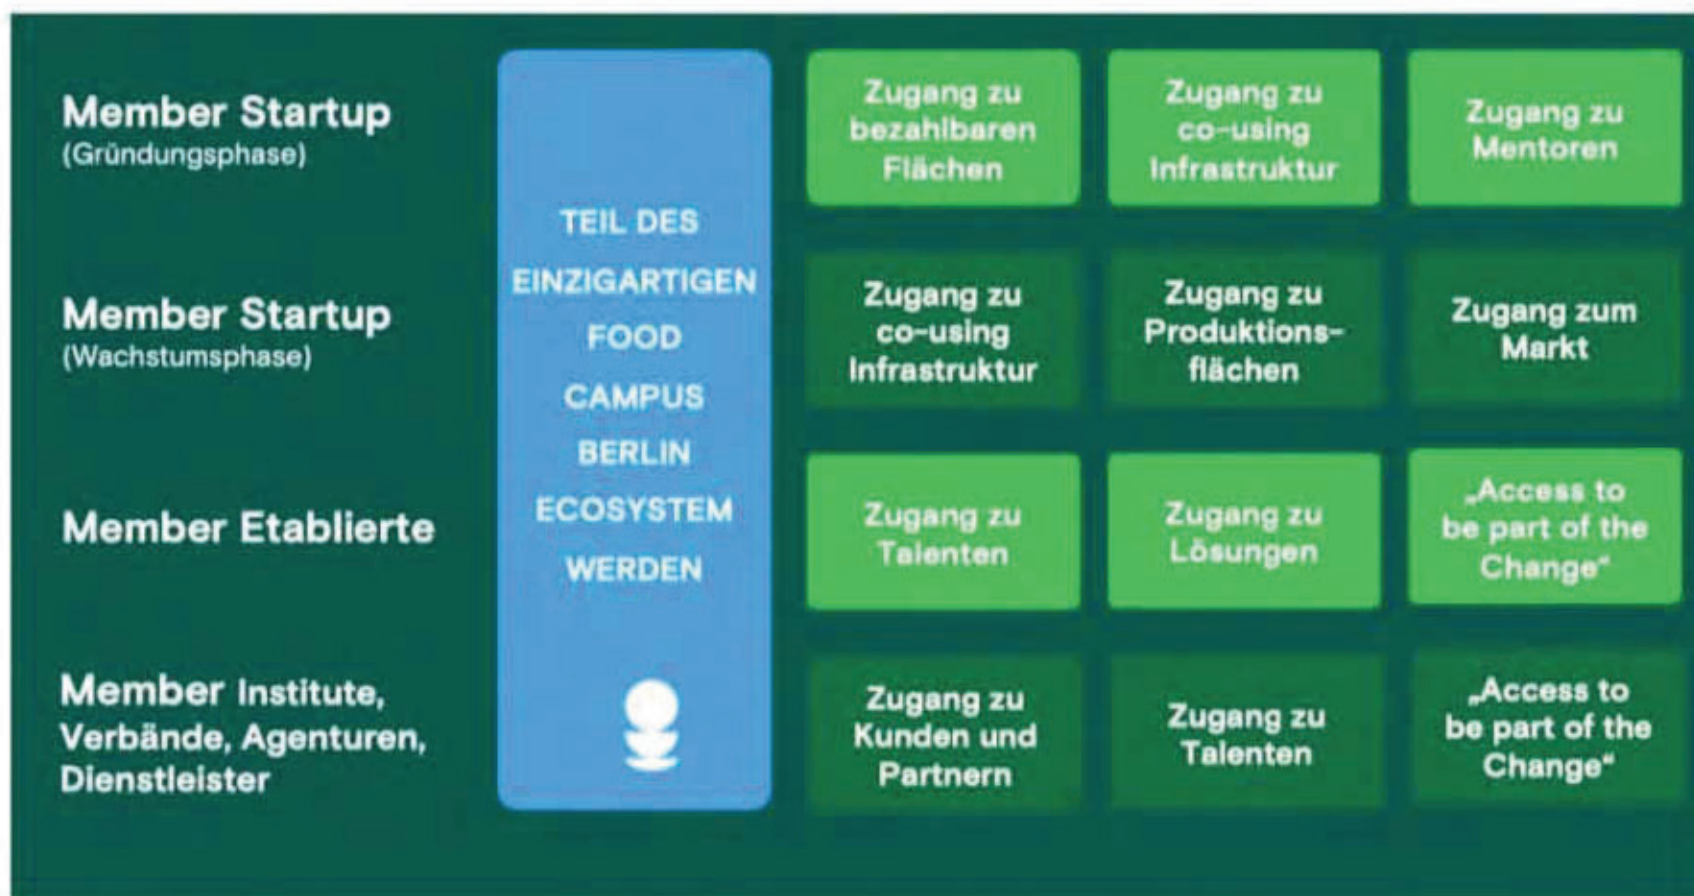 Member Startup
(Gründungsphase)
Member Startup
(Wachstumsphase)
Member Etablierte
Member Institute,
Verbände, Agenturen,
Dienstleister
TEIL DES
EINZIGARTIGEN
FOOD
CAMPUS
BERLIN
ECOSYSTEM
WERDEN
Zugang zu
bezahlbaren
Flächen
Zugang zu
co-using
Infrastruktur
Zugang zu
Mentoren
Zugang zu
co-using
Infrastruktur
Zugang zu
Produktions-
flächen
Zugang zum
Markt
Zugang zu
Talenten
Zugang zu
Lösungen
„Access to
be part of the
Change“
Zugang zu
Kunden und
Partnern
Zugang zu
Talenten
„Access to
be part of the
Change“